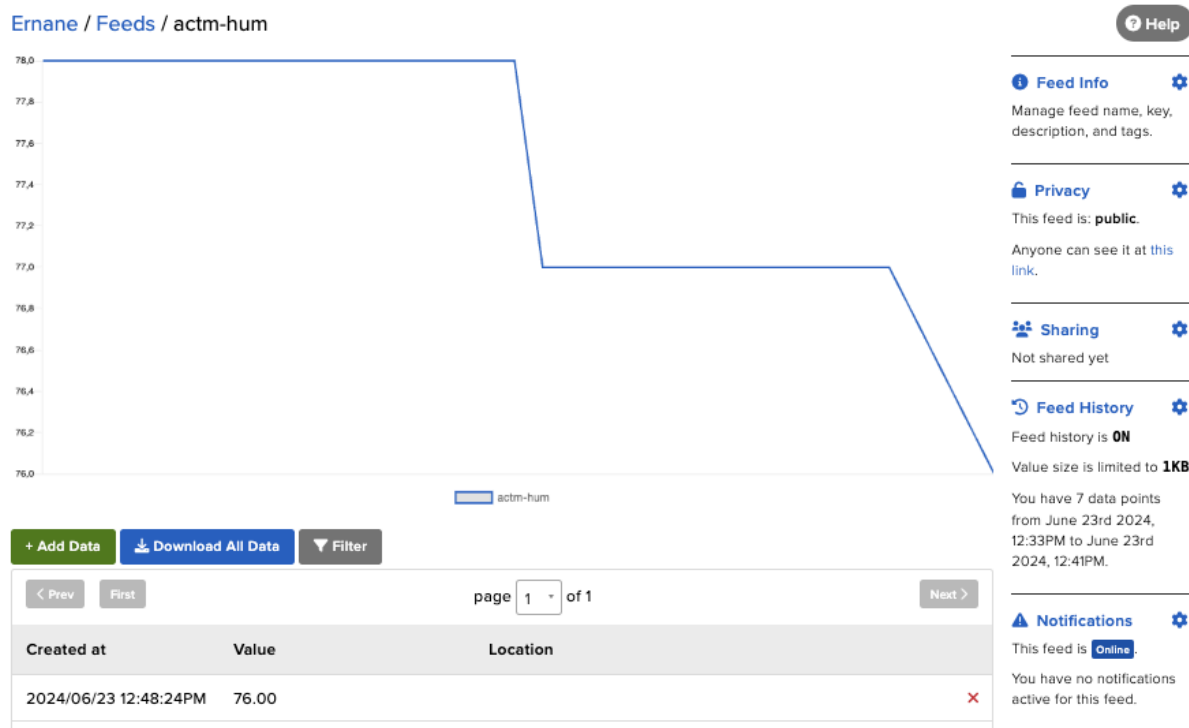 Ernane / Feeds / actm-hum
Help
78,0
77,8
77,6
77,4
77,2
77,0
76,8
76,6
76,4
76,2
76,0
actm-hum
+ Add Data
Download All Data
Filter
< Prev
First
page 1 of 1
Next >
Created at Value Location
2024/06/23 12:48:24PM 76.00
Feed Info
Manage feed name, key,
description, and tags.
Privacy
This feed is: public.
Anyone can see it at this
link.
Sharing
Not shared yet
Feed History
Feed history is ON
Value size is limited to 1KB
You have 7 data points
from June 23rd 2024,
12:33PM to June 23rd
2024, 12:41PM.
Notifications
This feed is Online.
You have no notifications
active for this feed.